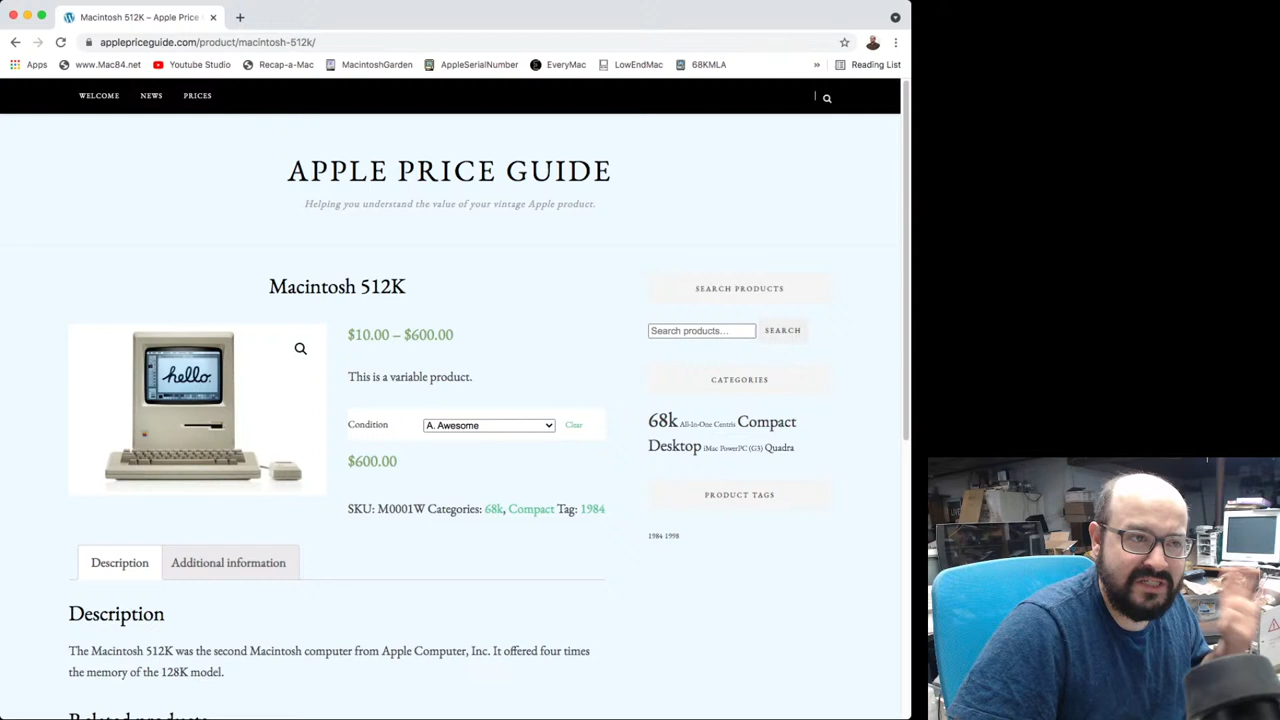 Macintosh 512K – Apple Price
applepriceguide.com/product/macintosh-512k/
Apps www.Mac84.net Youtube Studio Recap-a-Mac MacintoshGarden AppleSerialNumber EveryMac LowEndMac 68KMLA » Reading List
WELCOME NEWS PRICES
APPLE PRICE GUIDE
Helping you understand the value of your vintage Apple product.
Macintosh 512K
hello.
$10.00 – $600.00
This is a variable product.
Condition A. Awesome Clear
$600.00
SKU: M0001W Categories: 68k, Compact Tag: 1984
SEARCH PRODUCTS
Search products… SEARCH
CATEGORIES
68k All-In-One Centris Compact
Desktop iMac PowerPC (G3) Quadra
PRODUCT TAGS
1984 1998
Description Additional information
Description
The Macintosh 512K was the second Macintosh computer from Apple Computer, Inc. It offered four times
the memory of the 128K model.
Related products